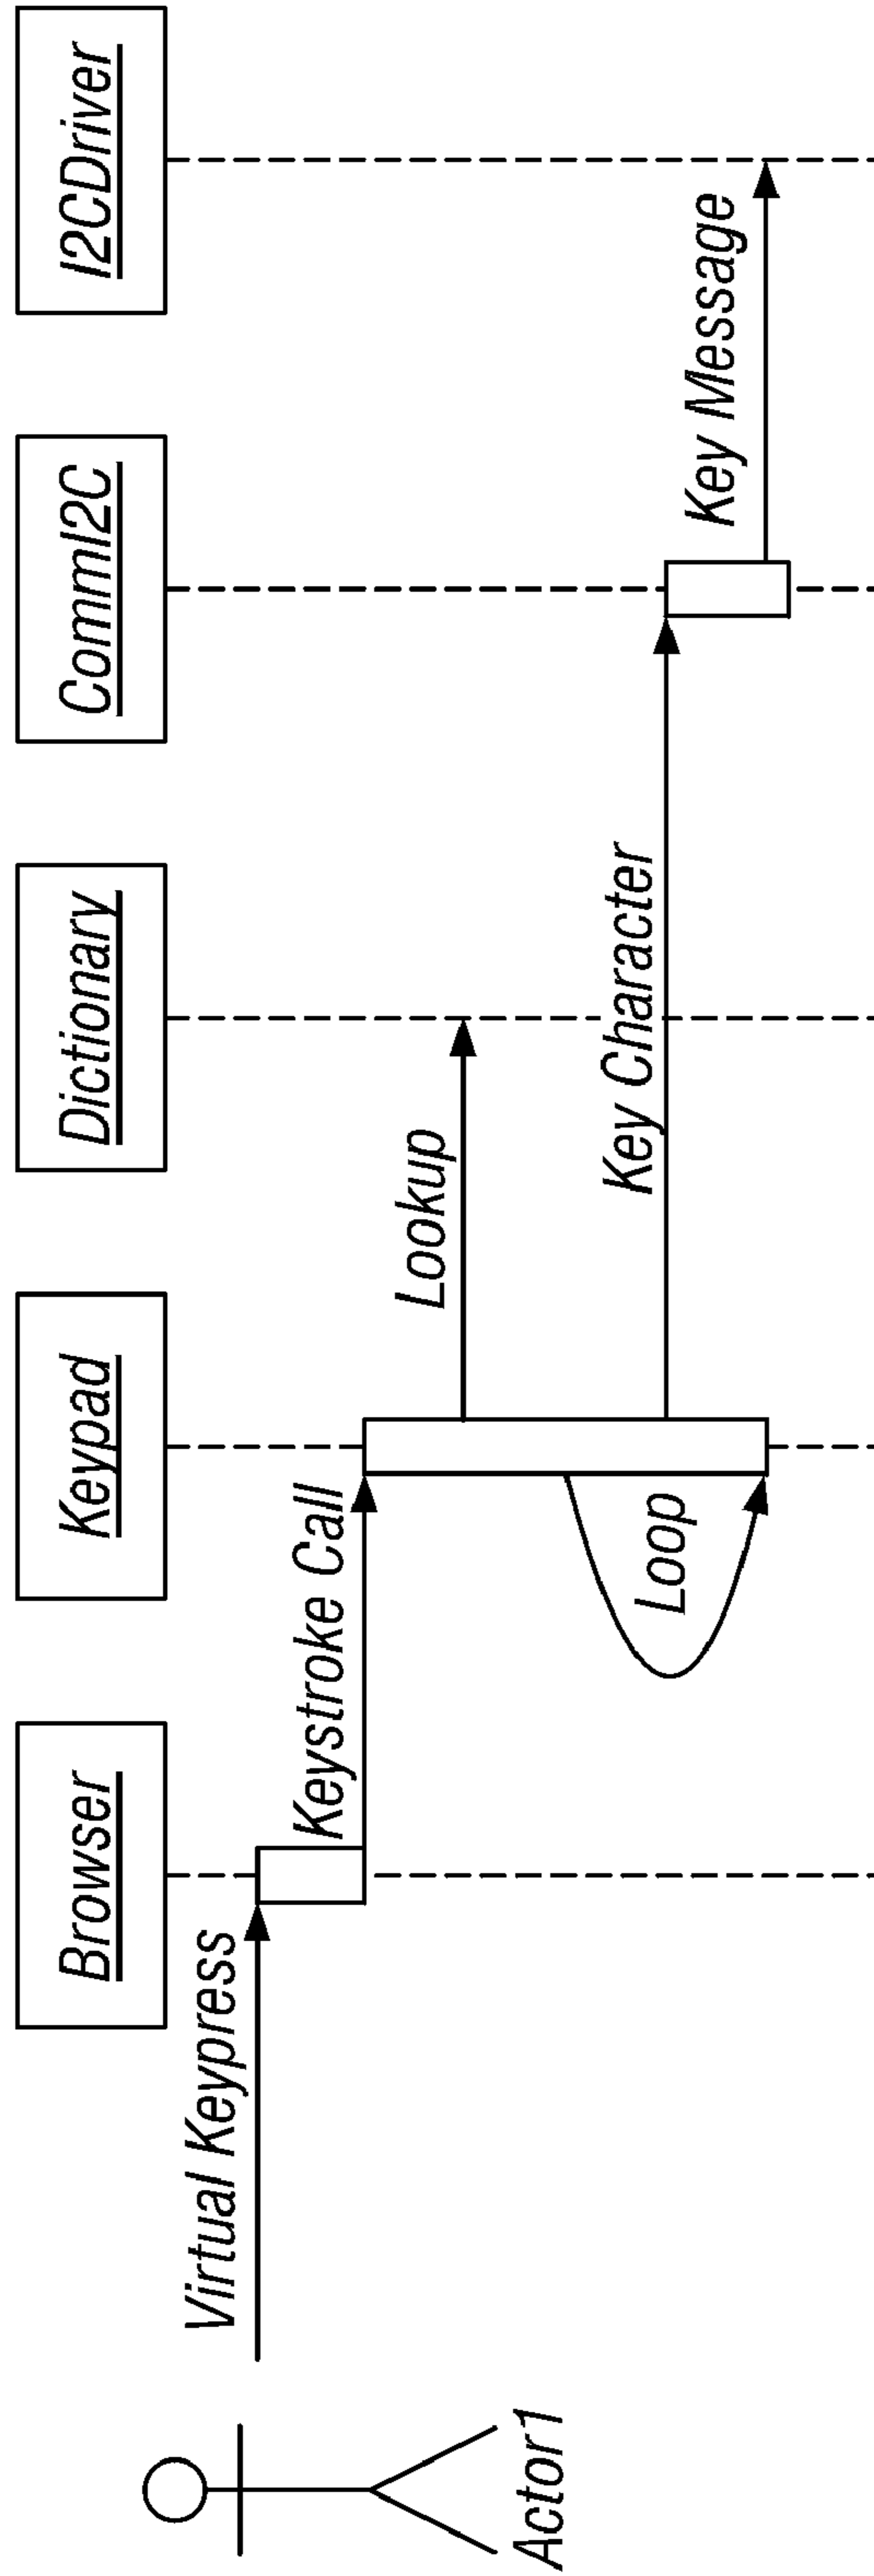 Browser
Keypad
Dictionary
CommI2C
I2CDriver
Virtual Keypress
Keystroke Call
Lookup
Loop
Key Character
Key Message
Actor1